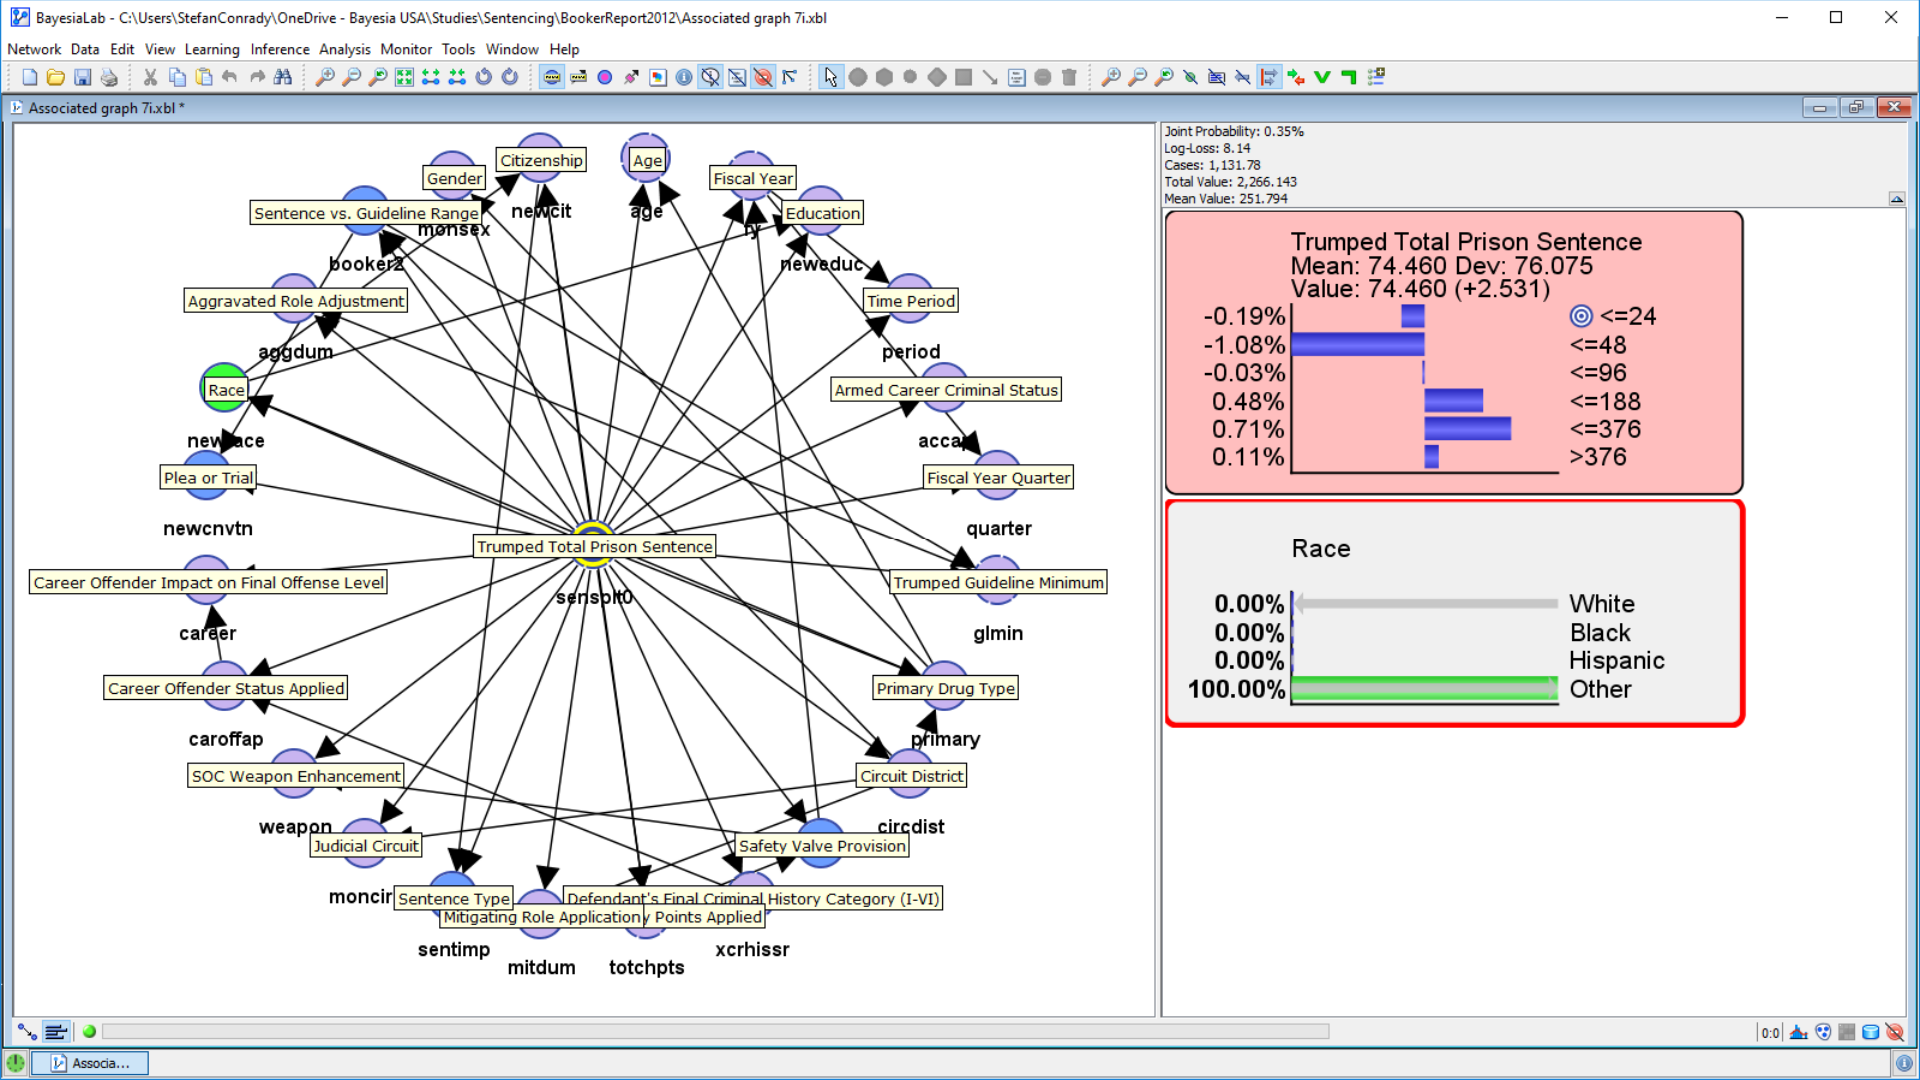 BayesiaLab - C:\Users\StefanConrady\OneDrive - Bayesia USA\Studies\Sentencing\BookerReport2012\Associated graph 7i.xbl
Network Data Edit View Learning Inference Analysis Monitor Tools Window Help
Associated graph 7i.xbl *
Citizenship
newcit
Age
age
Gender
monsex
Fiscal Year
fy
Sentence vs. Guideline Range
booker2
Education
neweduc
Aggravated Role Adjustment
aggdum
Time Period
period
Race
Armed Career Criminal Status
Plea or Trial
newcnvtn
Fiscal Year Quarter
quarter
Trumped Total Prison Sentence
Career Offender Impact on Final Offense Level
career
Trumped Guideline Minimum
glmin
Career Offender Status Applied
caroffap
Primary Drug Type
primary
SOC Weapon Enhancement
weapon
Circuit District
circdist
Judicial Circuit
moncir
Safety Valve Provision
Sentence Type
sentimp
Defendant's Final Criminal History Category (I-VI)
xcrhissr
Mitigating Role Application
mitdum
y Points Applied
totchpts
Joint Probability: 0.35%
Log-Loss: 8.14
Cases: 1,131.78
Total Value: 2,266.143
Mean Value: 251.794
Trumped Total Prison Sentence
Mean: 74.460 Dev: 76.075
Value: 74.460 (+2.531)
-0.19% <=24
-1.08% <=48
-0.03% <=96
0.48% <=188
0.71% <=376
0.11% >376
Race
0.00% White
0.00% Black
0.00% Hispanic
100.00% Other
0:0
Associa...